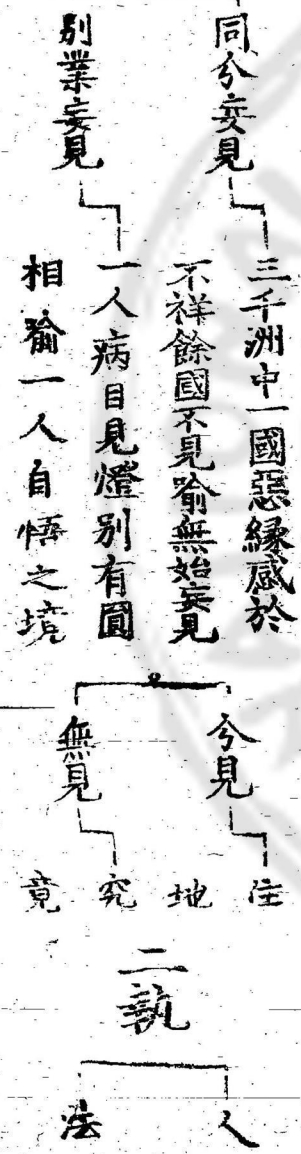 同分妄見
三千洲中一國惡緣感於
不祥餘國不見喻無始妄見
別業妄見
一人病目見燈別有圓
相喻一人自悟之境
分見
住
地
無見
究
竟
二執
人
法